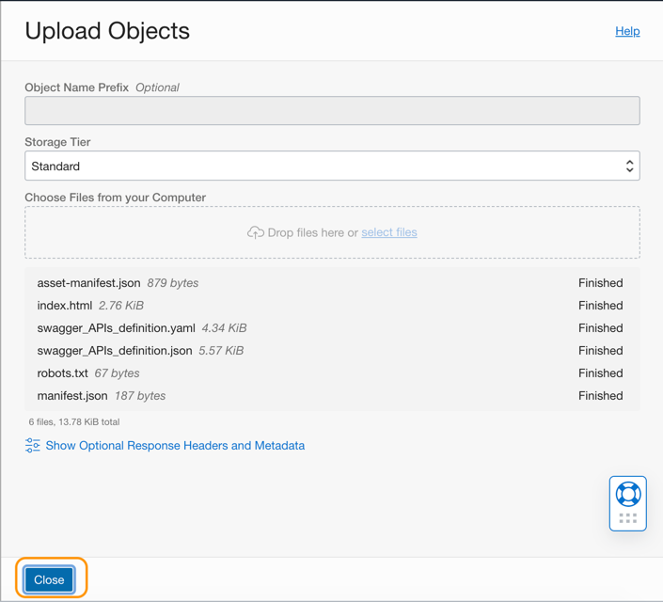 Upload Objects
Help
Object Name Prefix Optional
Storage Tier
Standard
Choose Files from your Computer
Drop files here or select files
asset-manifest.json 879 bytes Finished
index.html 2.76 KiB Finished
swagger_APIs_definition.yaml 4.34 KiB Finished
swagger_APIs_definition.json 5.57 KiB Finished
robots.txt 67 bytes Finished
manifest.json 187 bytes Finished
6 files, 13.78 KiB total
Show Optional Response Headers and Metadata
Close